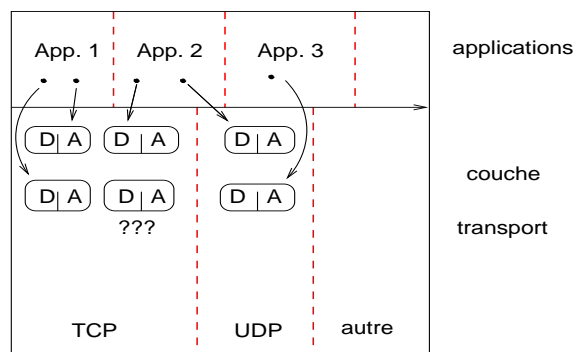 App. 1 App. 2 App. 3 applications
D A D A D A
D A D A D A
couche
???
transport
TCP UDP autre